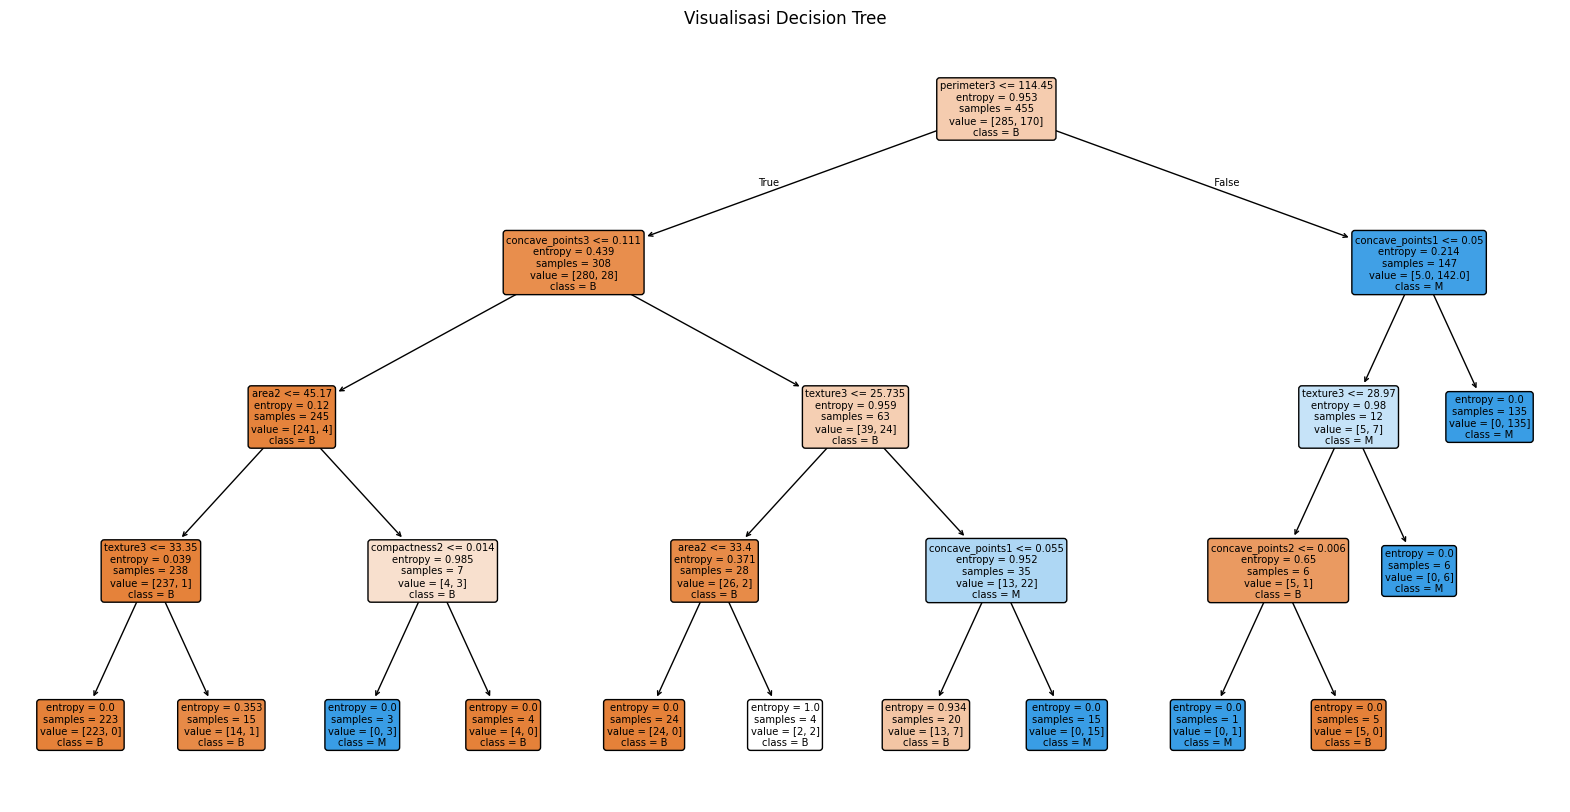 Visualisasi Decision Tree
perimeter3 <= 114.45
entropy = 0.953
samples = 455
value = [285, 170]
class = B
True
False
concave_points3 <= 0.111
entropy = 0.439
samples = 308
value = [280, 28]
class = B
concave_points1 <= 0.05
entropy = 0.214
samples = 147
value = [5.0, 142.0]
class = M
area2 <= 45.17
entropy = 0.12
samples = 245
value = [241, 4]
class = B
texture3 <= 25.735
entropy = 0.959
samples = 63
value = [39, 24]
class = B
texture3 <= 28.97
entropy = 0.98
samples = 12
value = [5, 7]
class = M
entropy = 0.0
samples = 135
value = [0, 135]
class = M
texture3 <= 33.35
entropy = 0.039
samples = 238
value = [237, 1]
class = B
compactness2 <= 0.014
entropy = 0.985
samples = 7
value = [4, 3]
class = B
area2 <= 33.4
entropy = 0.371
samples = 28
value = [26, 2]
class = B
concave_points1 <= 0.055
entropy = 0.952
samples = 35
value = [13, 22]
class = M
concave_points2 <= 0.006
entropy = 0.65
samples = 6
value = [5, 1]
class = B
entropy = 0.0
samples = 6
value = [0, 6]
class = M
entropy = 0.0
samples = 223
value = [223, 0]
class = B
entropy = 0.353
samples = 15
value = [14, 1]
class = B
entropy = 0.0
samples = 3
value = [0, 3]
class = M
entropy = 0.0
samples = 4
value = [4, 0]
class = B
entropy = 0.0
samples = 24
value = [24, 0]
class = B
entropy = 1.0
samples = 4
value = [2, 2]
class = B
entropy = 0.934
samples = 20
value = [13, 7]
class = B
entropy = 0.0
samples = 15
value = [0, 15]
class = M
entropy = 0.0
samples = 1
value = [0, 1]
class = M
entropy = 0.0
samples = 5
value = [5, 0]
class = B